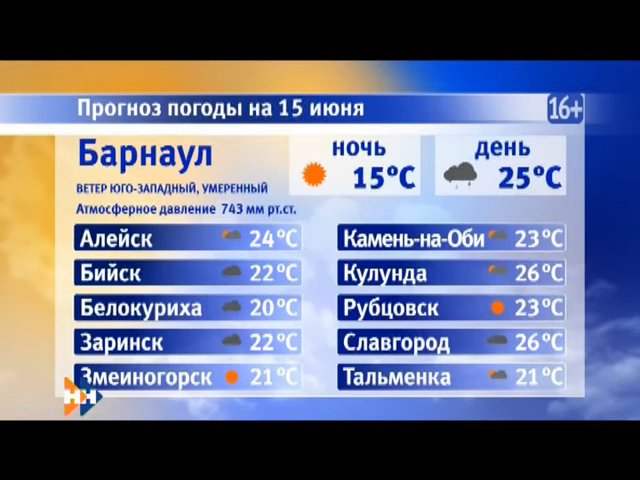 Прогноз погоды на 15 июня
16+
Барнаул
ВЕТЕР ЮГО-ЗАПАДНЫЙ, УМЕРЕННЫЙ
Атмосферное давление 743 мм рт.ст.
ночь
15°C
день
25°C
Алейск 24°C
Бийск 22°C
Белокуриха 20°C
Заринск 22°C
Змеиногорск 21°C
Камень-на-Оби 23°C
Кулунда 26°C
Рубцовск 23°C
Славгород 26°C
Тальменка 21°C
НН